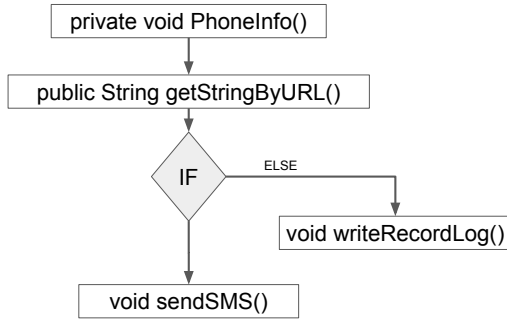 private void PhoneInfo()
public String getStringByURL()
IF
ELSE
void writeRecordLog()
void sendSMS()